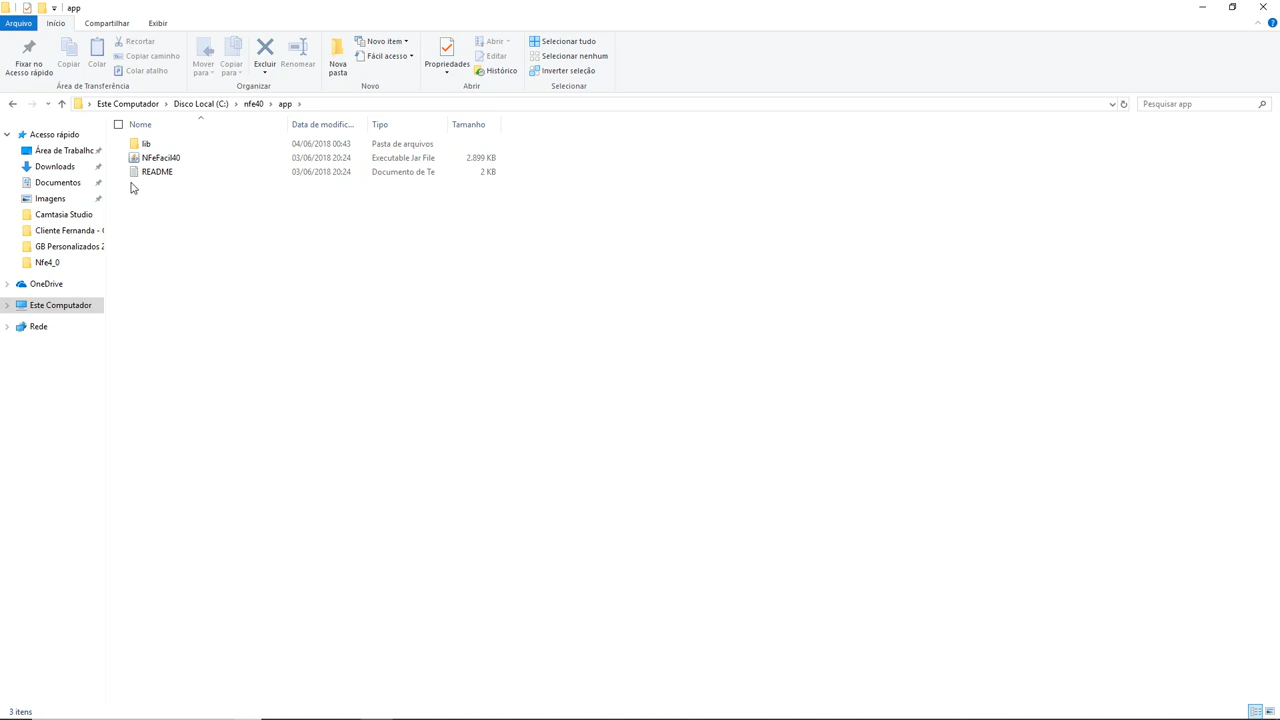 app
Arquivo Início Compartilhar Exibir
Fixar no Acesso rápido
Copiar
Colar
Recortar
Copiar caminho
Colar atalho
Área de Transferência
Mover para
Copiar para
Excluir
Renomear
Organizar
Nova pasta
Novo item
Fácil acesso
Novo
Propriedades
Abrir
Editar
Histórico
Abrir
Selecionar tudo
Selecionar nenhum
Inverter seleção
Selecionar
Este Computador > Disco Local (C:) > nfe40 > app >
Pesquisar app
Acesso rápido
Área de Trabalhc
Downloads
Documentos
Imagens
Camtasia Studio
Cliente Fernanda - (
GB Personalizados 2
Nfe4_0
OneDrive
Este Computador
Rede
Nome Data de modific... Tipo Tamanho
lib 04/06/2018 00:43 Pasta de arquivos
NFeFacil40 03/06/2018 20:24 Executable Jar File 2.899 KB
README 03/06/2018 20:24 Documento de Te 2 KB
3 itens